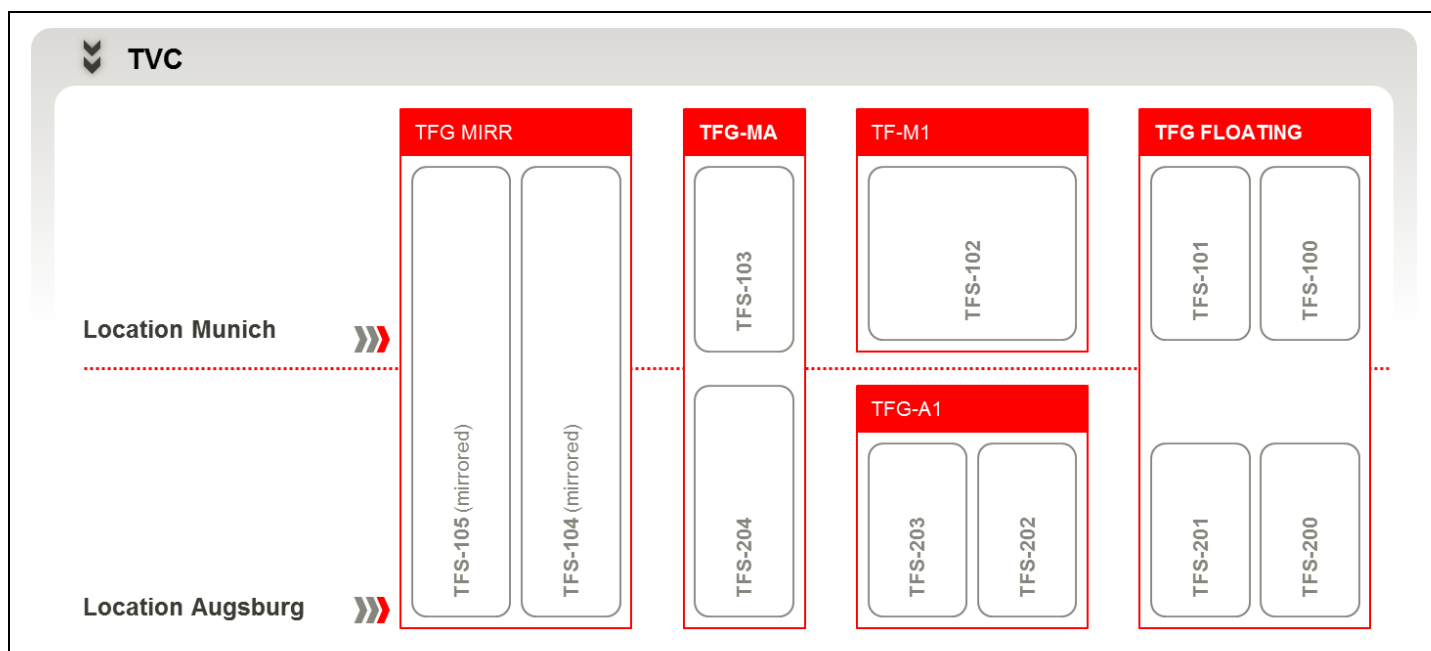 TVC
TFG MIRR
TFG-MA
TF-M1
TFG FLOATING
TFS-103
TFS-102
TFS-101
TFS-100
Location Munich
TFG-A1
TFS-105 (mirrored)
TFS-104 (mirrored)
TFS-204
TFS-203
TFS-202
TFS-201
TFS-200
Location Augsburg